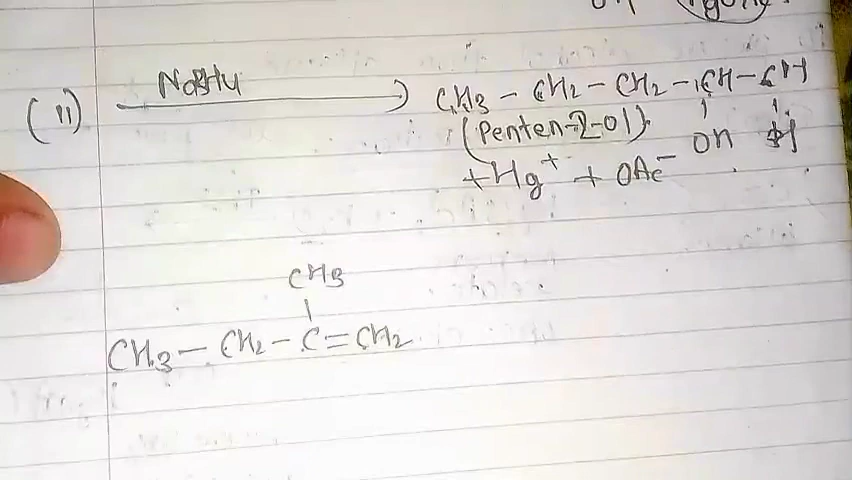 (ii) NaBH4 → CH3 – CH2 – CH2 – CH – CH
(Penten-2-ol) OH H
+ Hg+ + OAc–
CH3
|
CH3 – CH2 – C = CH2